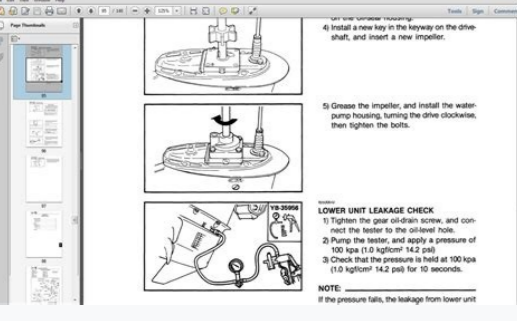 Tools
Sign
Comment
Page Thumbnails
125%
off the oil-seal housing.
4) Install a new key in the keyway on the drive-
shaft, and insert a new impeller.
5) Grease the impeller, and install the water-
pump housing, turning the drive clockwise,
then tighten the bolts.
YB-35956
LOWER UNIT LEAKAGE CHECK
1) Tighten the gear oil-drain screw, and con-
nect the tester to the oil-level hole.
2) Pump the tester, and apply a pressure of
100 kpa (1.0 kgf/cm² 14.2 psi)
3) Check that the pressure is held at 100 kpa
(1.0 kgf/cm² 14.2 psi) for 10 seconds.
NOTE:
If the pressure falls, the leakage from lower unit